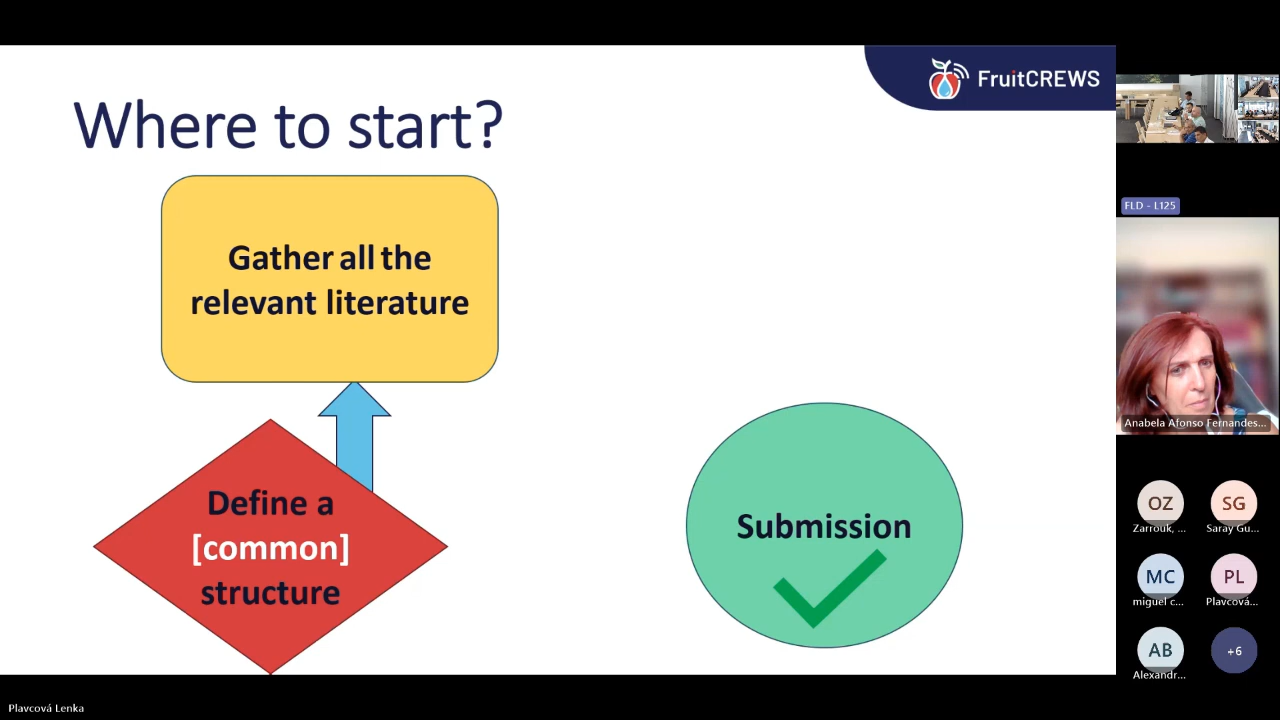 FruitCREWS
Where to start?
Gather all the
relevant literature
Define a
[common]
structure
Submission
FLD - L125
Anabela Afonso Fernandes...
OZ
SG
Zarrouk, ...
Saray Gu...
MC
PL
miguel c...
Plavcová...
AB
+6
Alexandr...
Plavcová Lenka